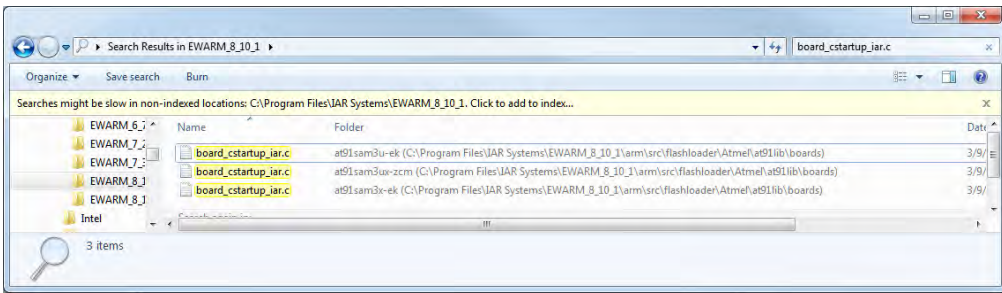 Search Results in EWARM_8_10_1
board_cstartup_iar.c
Organize Save search Burn
Searches might be slow in non-indexed locations: C:\Program Files\IAR Systems\EWARM_8_10_1. Click to add to index...
EWARM_6_7
EWARM_7_2
EWARM_7_3
EWARM_8_1
EWARM_8_1
Intel
Name Folder Date
board_cstartup_iar.c at91sam3u-ek (C:\Program Files\IAR Systems\EWARM_8_10_1\arm\src\flashloader\Atmel\at91lib\boards) 3/9/
board_cstartup_iar.c at91sam3ux-zcm (C:\Program Files\IAR Systems\EWARM_8_10_1\arm\src\flashloader\Atmel\at91lib\boards) 3/9/
board_cstartup_iar.c at91sam3x-ek (C:\Program Files\IAR Systems\EWARM_8_10_1\arm\src\flashloader\Atmel\at91lib\boards) 3/9/
3 items